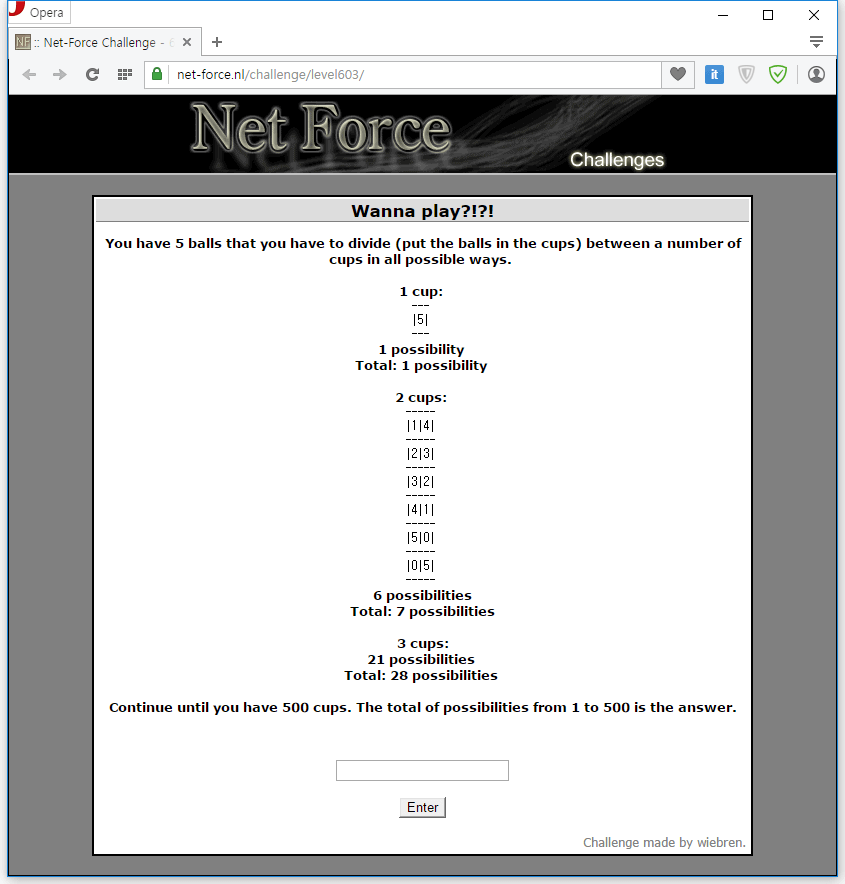 Opera
:: Net-Force Challenge -
net-force.nl/challenge/level603/
it
Net Force
Challenges
Wanna play?!?!
You have 5 balls that you have to divide (put the balls in the cups) between a number of
cups in all possible ways.
1 cup:
---
|5|
---
1 possibility
Total: 1 possibility
2 cups:
-----
|1|4|
-----
|2|3|
-----
|3|2|
-----
|4|1|
-----
|5|0|
-----
|0|5|
-----
6 possibilities
Total: 7 possibilities
3 cups:
21 possibilities
Total: 28 possibilities
Continue until you have 500 cups. The total of possibilities from 1 to 500 is the answer.
Enter
Challenge made by wiebren.